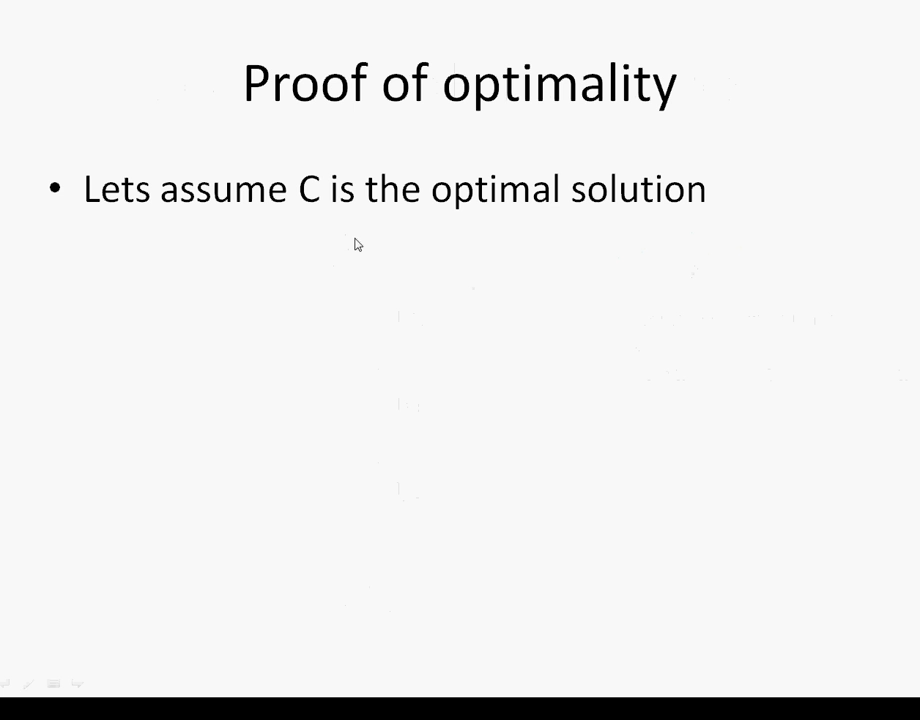 Proof of optimality
• Lets assume C is the optimal solution